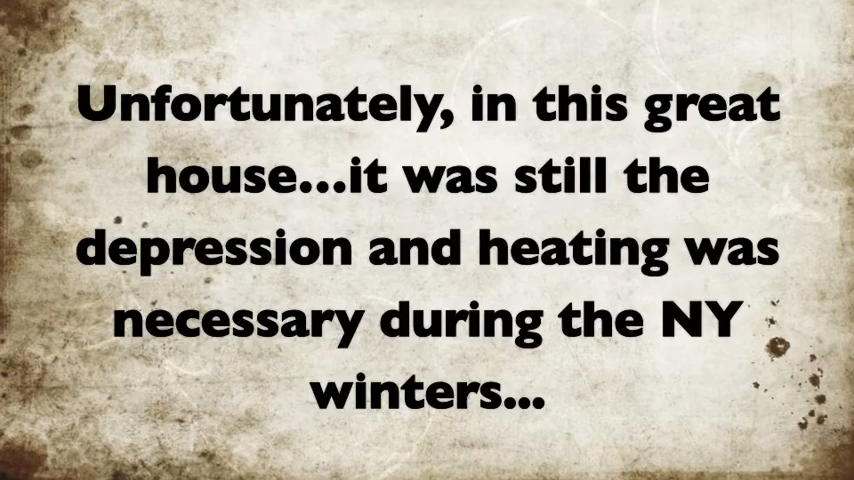 Unfortunately, in this great
house...it was still the
depression and heating was
necessary during the NY
winters...